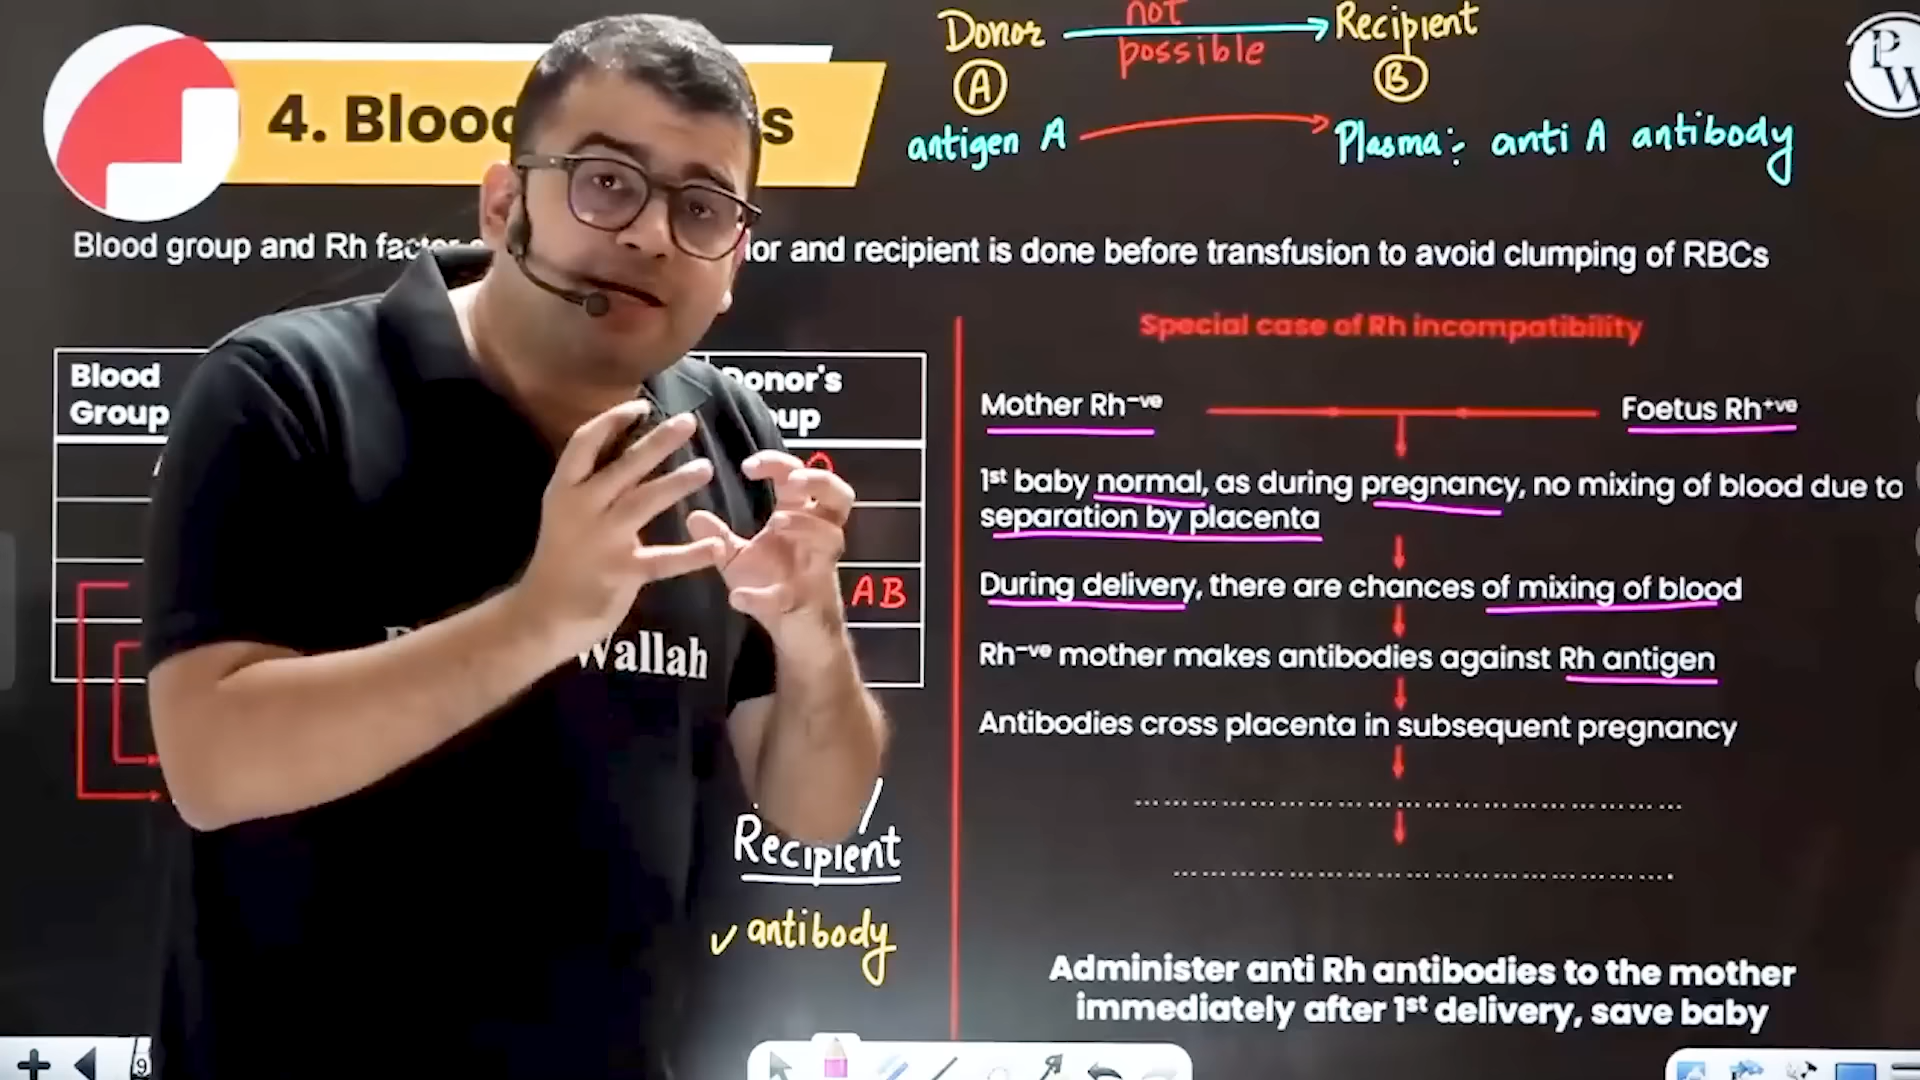 Donor not possible Recipient
A B
antigen A Plasma: anti A antibody
PW
4. Blood
Blood group and Rh and recipient is done before transfusion to avoid clumping of RBCs
Special case of Rh incompatibility
Blood Group
Donor's
AB
Wallah
Recipient
✓ antibody
Mother Rh⁻ᵛᵉ Foetus Rh⁺ᵛᵉ
1ˢᵗ baby normal, as during pregnancy, no mixing of blood due to
separation by placenta
During delivery, there are chances of mixing of blood
Rh⁻ᵛᵉ mother makes antibodies against Rh antigen
Antibodies cross placenta in subsequent pregnancy
Administer anti Rh antibodies to the mother
immediately after 1ˢᵗ delivery, save baby
9